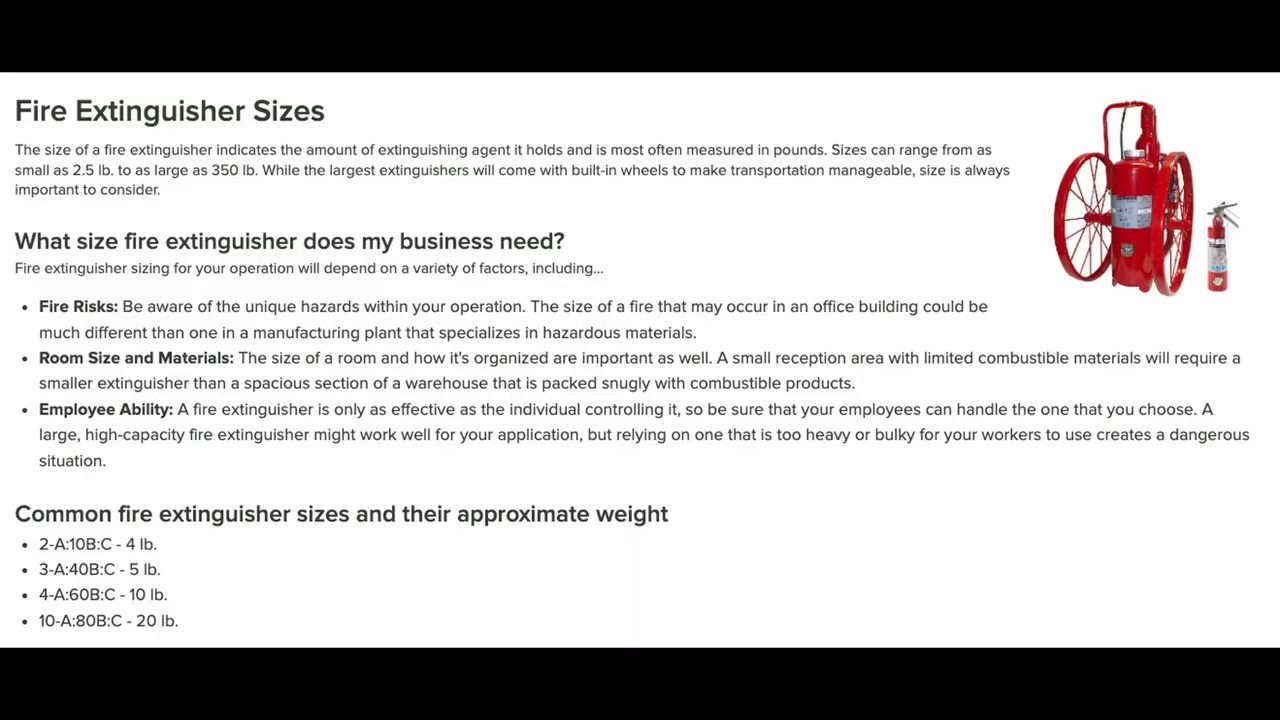 Fire Extinguisher Sizes
The size of a fire extinguisher indicates the amount of extinguishing agent it holds and is most often measured in pounds. Sizes can range from as
small as 2.5 lb. to as large as 350 lb. While the largest extinguishers will come with built-in wheels to make transportation manageable, size is always
important to consider.
What size fire extinguisher does my business need?
Fire extinguisher sizing for your operation will depend on a variety of factors, including...
• Fire Risks: Be aware of the unique hazards within your operation. The size of a fire that may occur in an office building could be
much different than one in a manufacturing plant that specializes in hazardous materials.
• Room Size and Materials: The size of a room and how it's organized are important as well. A small reception area with limited combustible materials will require a
smaller extinguisher than a spacious section of a warehouse that is packed snugly with combustible products.
• Employee Ability: A fire extinguisher is only as effective as the individual controlling it, so be sure that your employees can handle the one that you choose. A
large, high-capacity fire extinguisher might work well for your application, but relying on one that is too heavy or bulky for your workers to use creates a dangerous
situation.
Common fire extinguisher sizes and their approximate weight
• 2-A:10B:C - 4 lb.
• 3-A:40B:C - 5 lb.
• 4-A:60B:C - 10 lb.
• 10-A:80B:C - 20 lb.